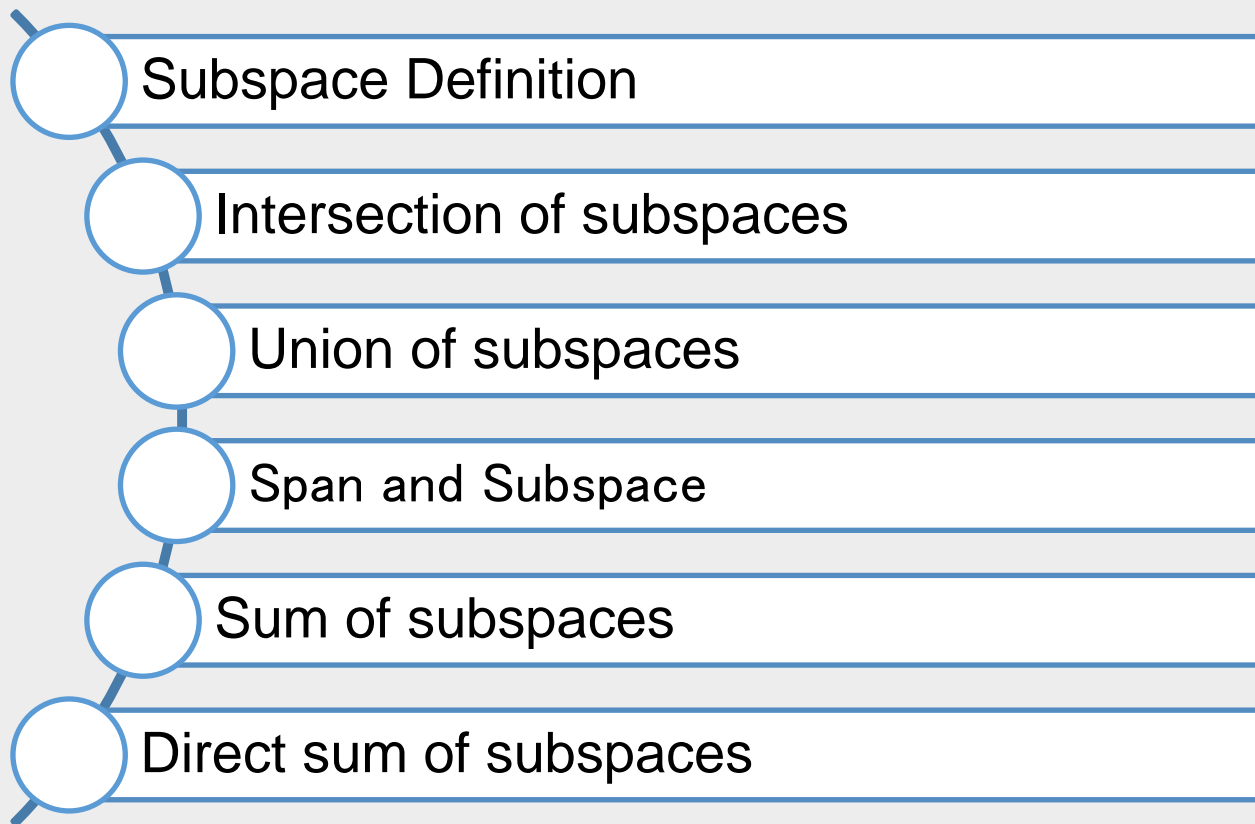 Subspace Definition
Intersection of subspaces
Union of subspaces
Span and Subspace
Sum of subspaces
Direct sum of subspaces